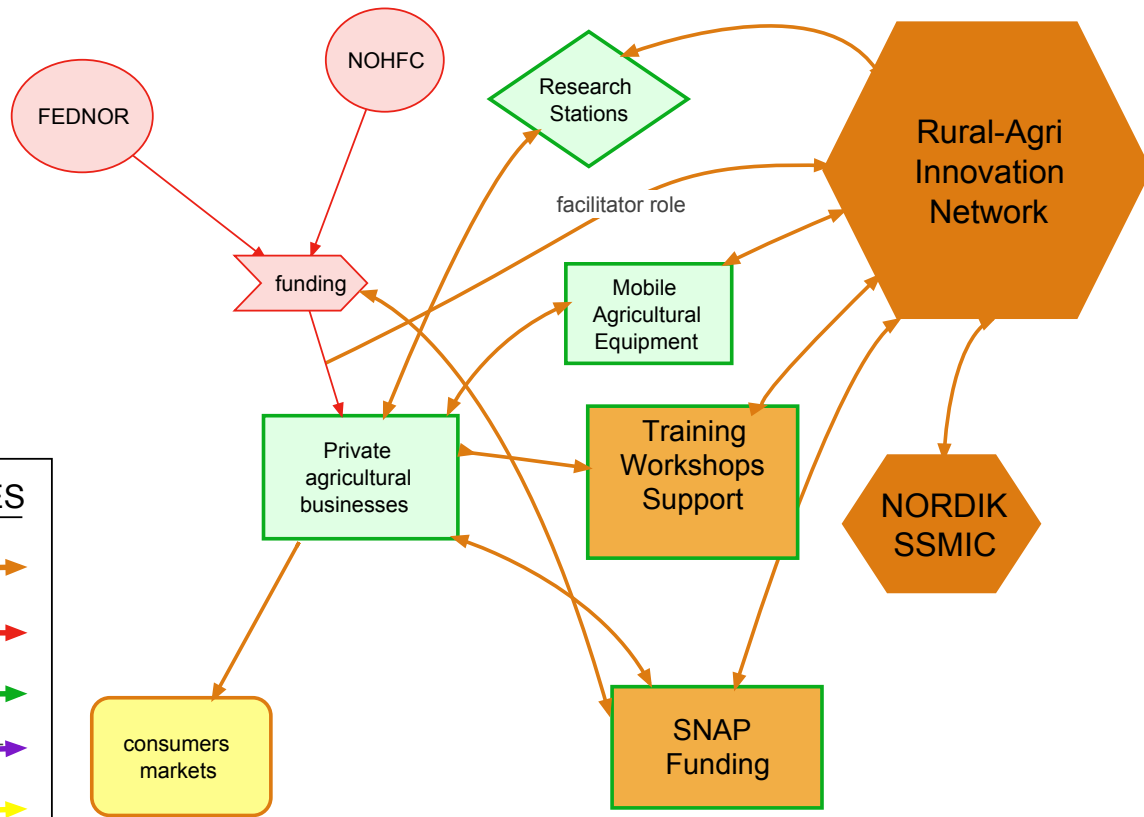 NOHFC
FEDNOR
Research
Stations
Rural-Agri
Innovation
Network
facilitator role
funding
Mobile
Agricultural
Equipment
Private
agricultural
businesses
Training
Workshops
Support
NORDIK
SSMIC
SNAP
Funding
consumers
markets